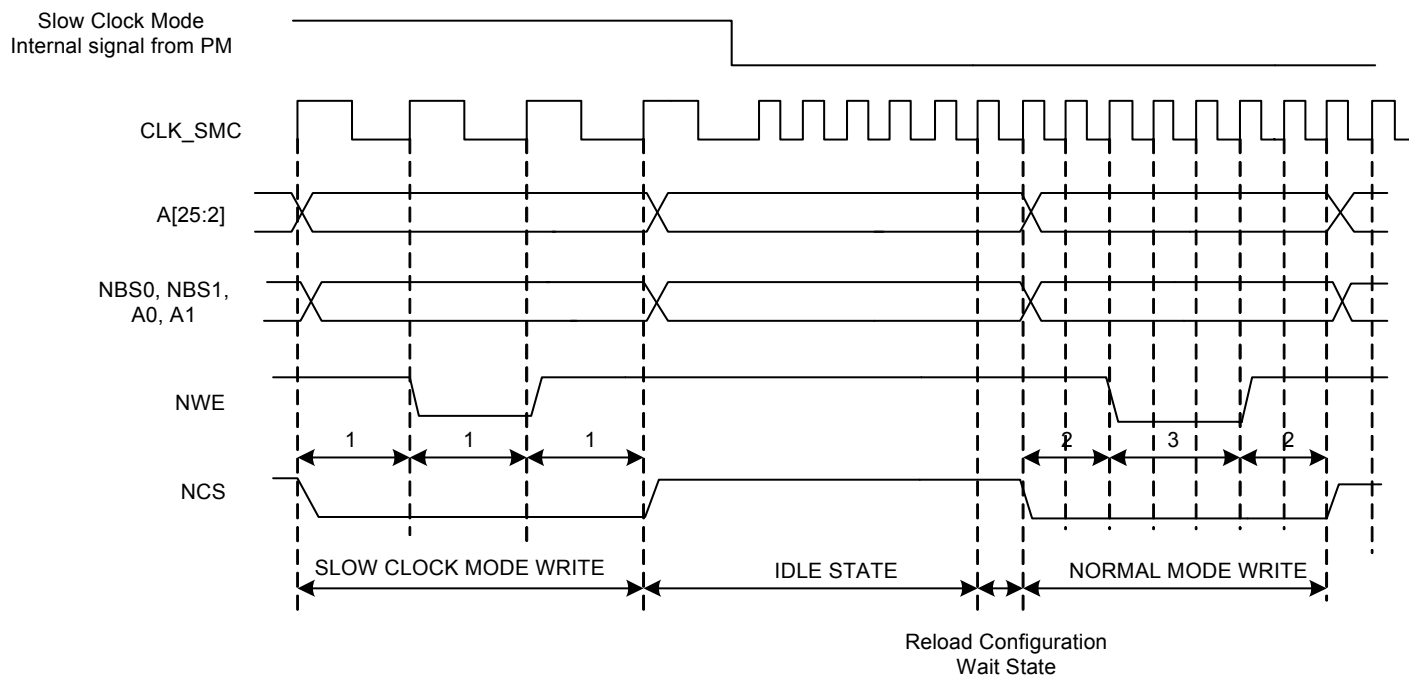 Slow Clock Mode
Internal signal from PM
CLK_SMC
A[25:2]
NBS0, NBS1,
A0, A1
NWE
1 1 1 2 3 2
NCS
SLOW CLOCK MODE WRITE IDLE STATE NORMAL MODE WRITE
Reload Configuration
Wait State